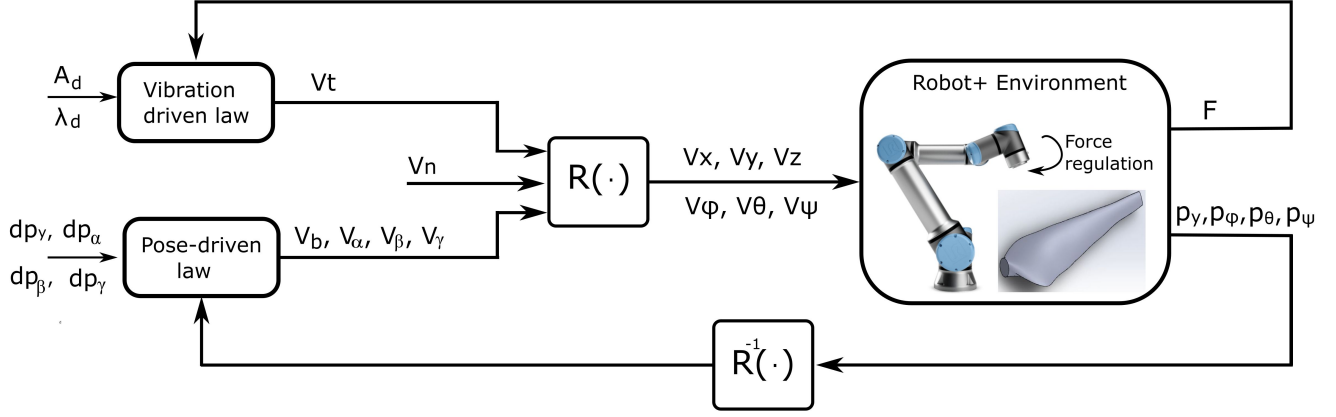 A_d
λ_d
Vibration
driven law
Vt
Vn
R(·)
Vx, Vy, Vz
Vφ, Vθ, Vψ
Robot+ Environment
Force
regulation
F
p_y, p_φ, p_θ, p_ψ
dp_y, dp_α
dp_β, dp_γ
Pose-driven
law
V_b, V_α, V_β, V_γ
R⁻¹(·)